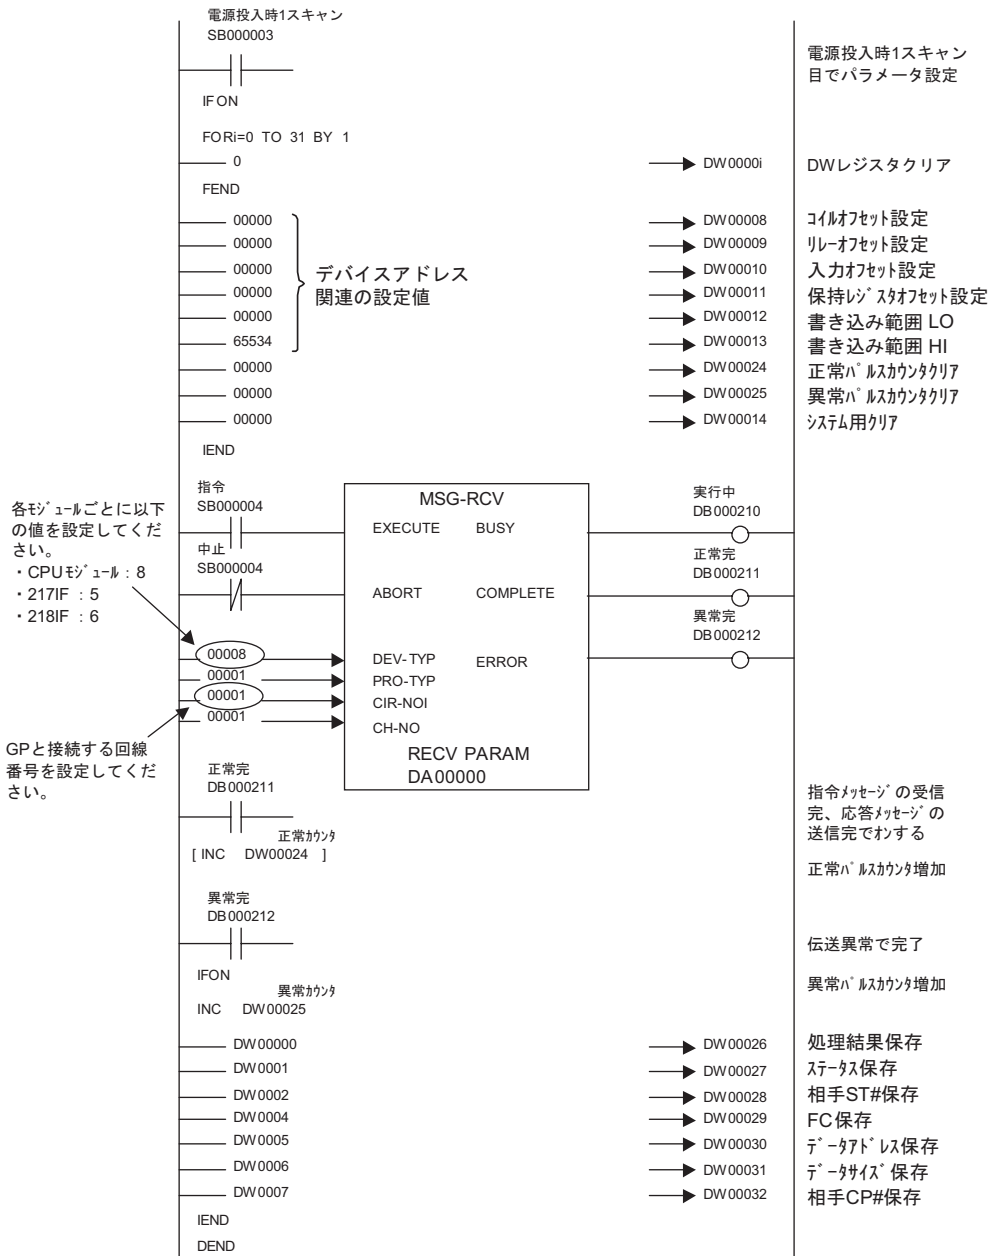 電源投入時1スキャン
SB000003
電源投入時1スキャン
目でパラメータ設定
IFON
FORi=0 TO 31 BY 1
0
DW0000i
DWレジスタクリア
FEND
00000
DW00008
コイルオフセット設定
00000
DW00009
リレーオフセット設定
00000
DW00010
入力オフセット設定
00000
DW00011
保持レジスタオフセット設定
00000
DW00012
書き込み範囲 LO
65534
DW00013
書き込み範囲 HI
デバイスアドレス
関連の設定値
00000
DW00024
正常パルスカウンタクリア
00000
DW00025
異常パルスカウンタクリア
00000
DW00014
システム用クリア
IEND
各モジュールごとに以下
の値を設定してくだ
さい。
・CPUモジュール:8
・217IF :5
・218IF :6
指令
SB000004
中止
SB000004
MSG-RCV
EXECUTE BUSY
ABORT COMPLETE
DEV-TYP ERROR
PRO-TYP
CIR-NOI
CH-NO
RECV PARAM
DA00000
実行中
DB000210
正常完
DB000211
異常完
DB000212
00008
00001
00001
00001
GPと接続する回線
番号を設定してくだ
さい。
正常完
DB000211
指令メッセージの受信
完、応答メッセージの
送信完でオンする
正常カウンタ
[ INC DW00024 ]
正常パルスカウンタ増加
異常完
DB000212
伝送異常で完了
IFON
異常カウンタ
INC DW00025
異常パルスカウンタ増加
DW00000
DW00026
処理結果保存
DW0001
DW00027
ステータス保存
DW0002
DW00028
相手ST#保存
DW0004
DW00029
FC保存
DW0005
DW00030
データアドレス保存
DW0006
DW00031
データサイズ保存
DW0007
DW00032
相手CP#保存
IEND
DEND